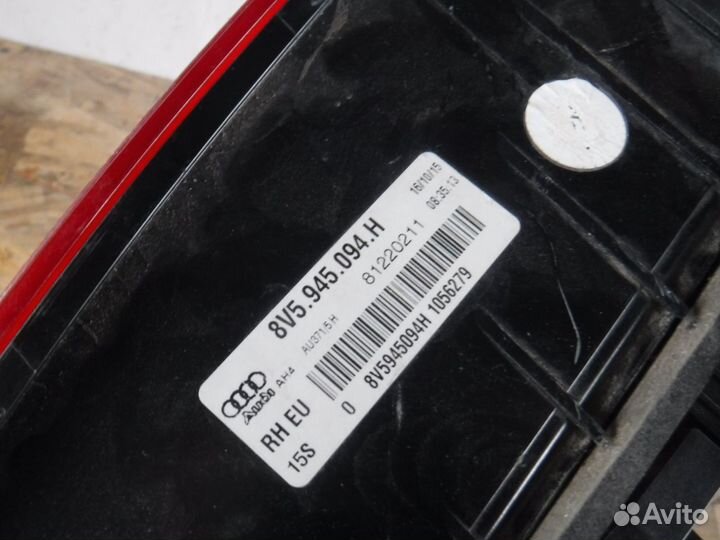 8V5.945.094.H
16/10/15
81220211
08:35:13
AU371/5 H
Audi AH4
RH EU
15S
0
8V5945094H 1056279
Avito